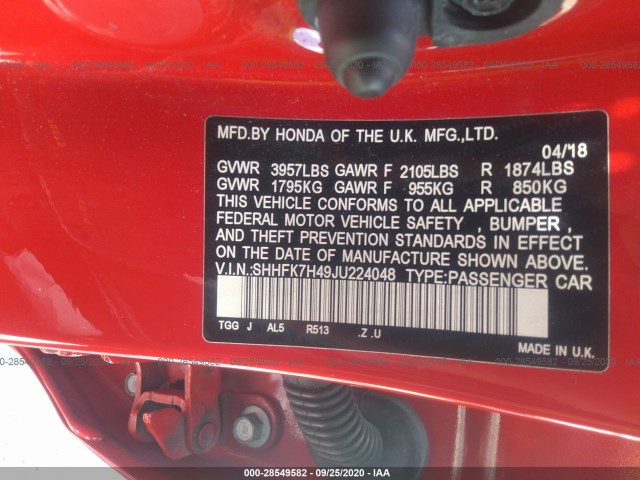 MFD.BY HONDA OF THE U.K. MFG.,LTD.
04/18
GVWR 3957LBS GAWR F 2105LBS R 1874LBS
GVWR 1795KG GAWR F 955KG R 850KG
THIS VEHICLE CONFORMS TO ALL APPLICABLE
FEDERAL MOTOR VEHICLE SAFETY , BUMPER ,
AND THEFT PREVENTION STANDARDS IN EFFECT
ON THE DATE OF MANUFACTURE SHOWN ABOVE.
V.I.N.:SHHFK7H49JU224048 TYPE:PASSENGER CAR
TGG J AL5 R513 .Z .U
MADE IN U.K.
000-28549582 - 09/25/2020 - IAA